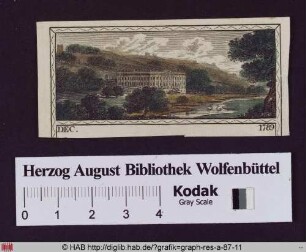 DEC. 1789
Herzog August Bibliothek Wolfenbüttel
Kodak
Gray Scale
0 1 2 3 4
© HAB http://diglib.hab.de/?grafik=graph-res-a-87-11